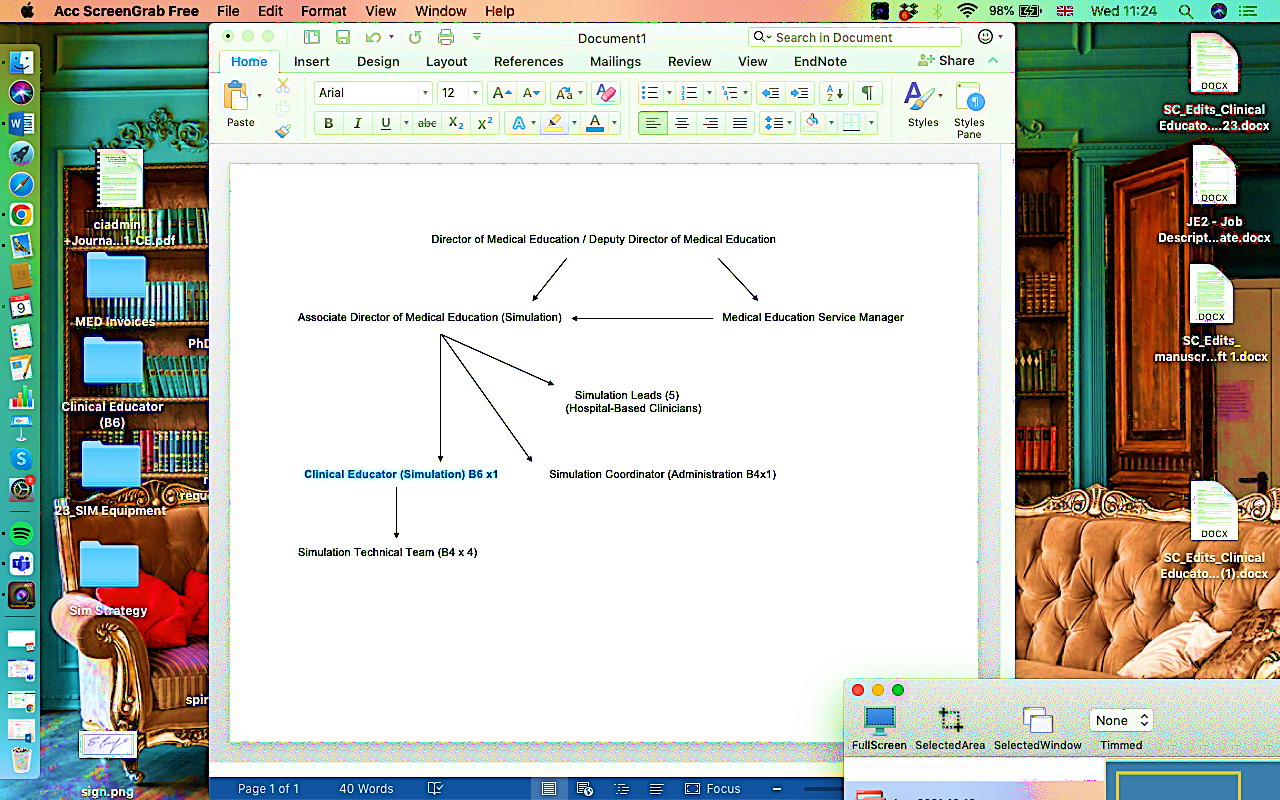 Acc ScreenGrab Free File Edit Format View Window Help 98% Wed 11:24
Document1
Search in Document
Home Insert Design Layout References Mailings Review View EndNote Share
Paste
Arial 12
B I U abc X2 X2
Styles Styles Pane
Director of Medical Education / Deputy Director of Medical Education
Associate Director of Medical Education (Simulation)
Medical Education Service Manager
Simulation Leads (5)
(Hospital-Based Clinicians)
Clinical Educator (Simulation) B6 x1
Simulation Coordinator (Administration B4x1)
Simulation Technical Team (B4 x 4)
ciadmin,
+Journa...1-CE.pdf
MED Invoices
PhD
Clinical Educator
(B6)
23_SIM Equipment
Sim Strategy
spir
sign.png
DOCX
SC_Edits_Clinical
Educato....23.docx
DOCX
JE2 - Job
Descript...ate.docx
DOCX
SC_Edits_
manuscr...ft 1.docx
DOCX
SC_Edits_Clinical
Educato...(1).docx
FullScreen SelectedArea SelectedWindow Timmed
None
Page 1 of 1 40 Words Focus